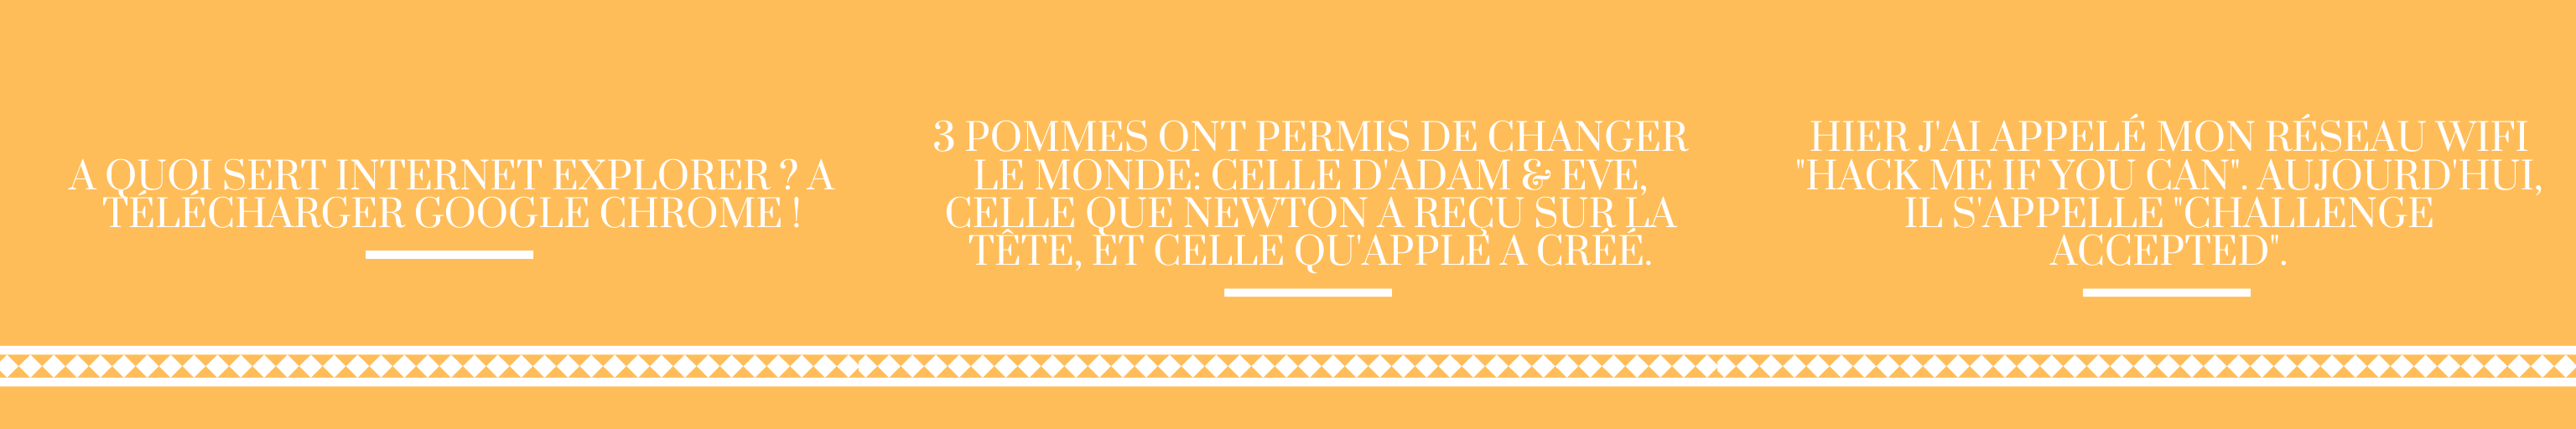 A QUOI SERT INTERNET EXPLORER ? A
TÉLÉCHARGER GOOGLE CHROME !
3 POMMES ONT PERMIS DE CHANGER
LE MONDE: CELLE D'ADAM & EVE,
CELLE QUE NEWTON A REÇU SUR LA
TÊTE, ET CELLE QU'APPLE A CRÉÉ.
HIER J'AI APPELÉ MON RÉSEAU WIFI
"HACK ME IF YOU CAN". AUJOURD'HUI,
IL S'APPELLE "CHALLENGE
ACCEPTED".